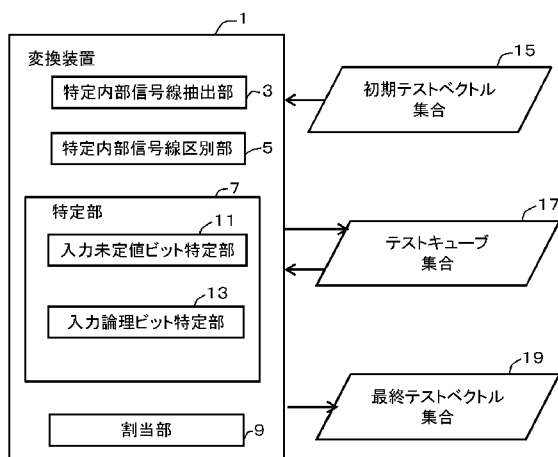 1
変換装置
特定内部信号線抽出部
3
特定内部信号線区別部
5
7
特定部
11
入力未定値ビット特定部
13
入力論理ビット特定部
割当部
9
15
初期テストベクトル
集合
17
テストキューブ
集合
19
最終テストベクトル
集合